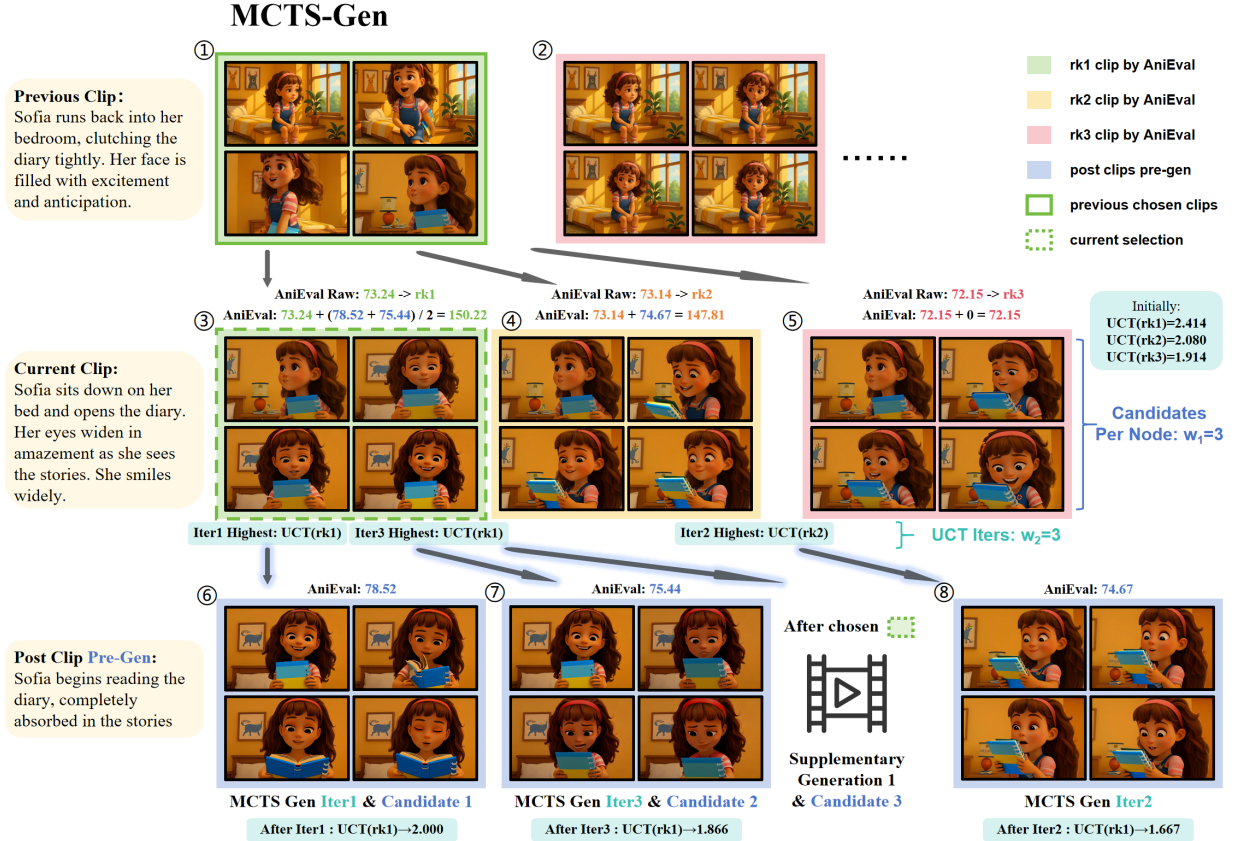 MCTS-Gen
①
②
Previous Clip:
Sofia runs back into her
bedroom, clutching the
diary tightly. Her face is
filled with excitement
and anticipation.
......
rk1 clip by AniEval
rk2 clip by AniEval
rk3 clip by AniEval
post clips pre-gen
previous chosen clips
current selection
AniEval Raw: 73.24 -> rk1
AniEval: 73.24 + (78.52 + 75.44) / 2 = 150.22
AniEval Raw: 73.14 -> rk2
AniEval: 73.14 + 74.67 = 147.81
AniEval Raw: 72.15 -> rk3
AniEval: 72.15 + 0 = 72.15
Initially:
UCT(rk1)=2.414
UCT(rk2)=2.080
UCT(rk3)=1.914
③
④
⑤
Current Clip:
Sofia sits down on her
bed and opens the diary.
Her eyes widen in
amazement as she sees
the stories. She smiles
widely.
Candidates
Per Node: w₁=3
Iter1 Highest: UCT(rk1)
Iter3 Highest: UCT(rk1)
Iter2 Highest: UCT(rk2)
UCT Iters: w₂=3
⑥
AniEval: 78.52
⑦
AniEval: 75.44
⑧
AniEval: 74.67
Post Clip Pre-Gen:
Sofia begins reading the
diary, completely
absorbed in the stories
After chosen
Supplementary
Generation 1
& Candidate 3
MCTS Gen Iter1 & Candidate 1
MCTS Gen Iter3 & Candidate 2
MCTS Gen Iter2
After Iter1 : UCT(rk1)→2.000
After Iter3 : UCT(rk1)→1.866
After Iter2 : UCT(rk1)→1.667